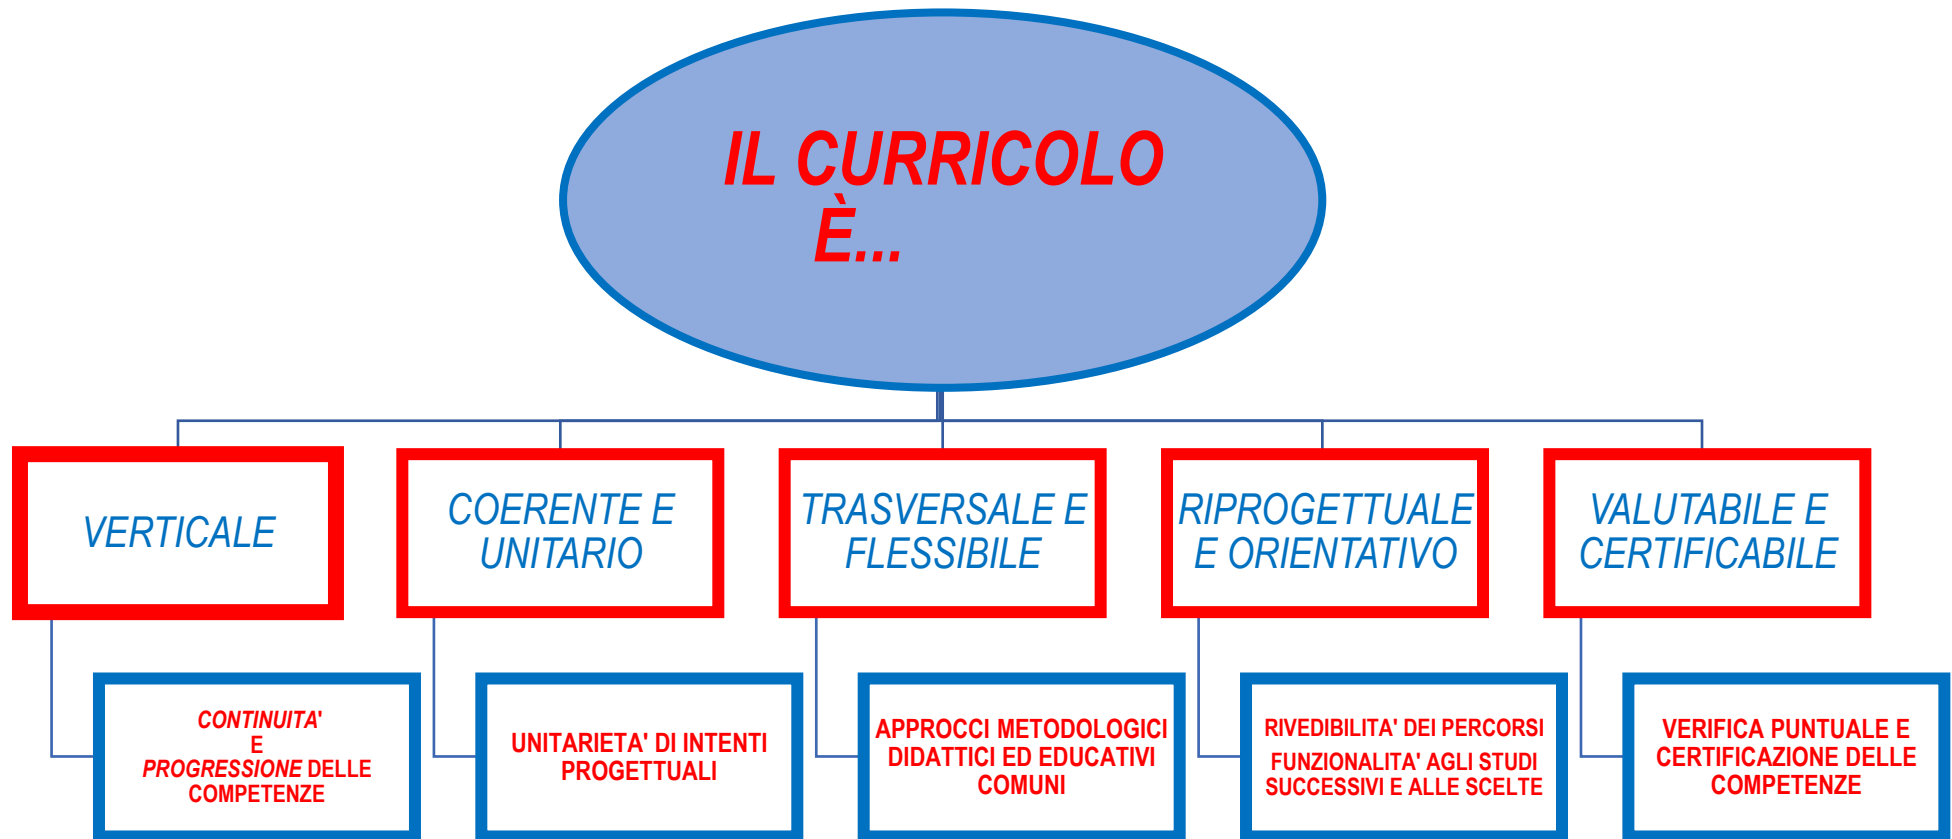 IL CURRICOLO
È...
VERTICALE
COERENTE E
UNITARIO
TRASVERSALE E
FLESSIBILE
RIPROGETTUALE
E ORIENTATIVO
VALUTABILE E
CERTIFICABILE
CONTINUITA'
E
PROGRESSIONE DELLE
COMPETENZE
UNITARIETA' DI INTENTI
PROGETTUALI
APPROCCI METODOLOGICI
DIDATTICI ED EDUCATIVI
COMUNI
RIVEDIBILITA' DEI PERCORSI
FUNZIONALITA' AGLI STUDI
SUCCESSIVI E ALLE SCELTE
VERIFICA PUNTUALE E
CERTIFICAZIONE DELLE
COMPETENZE